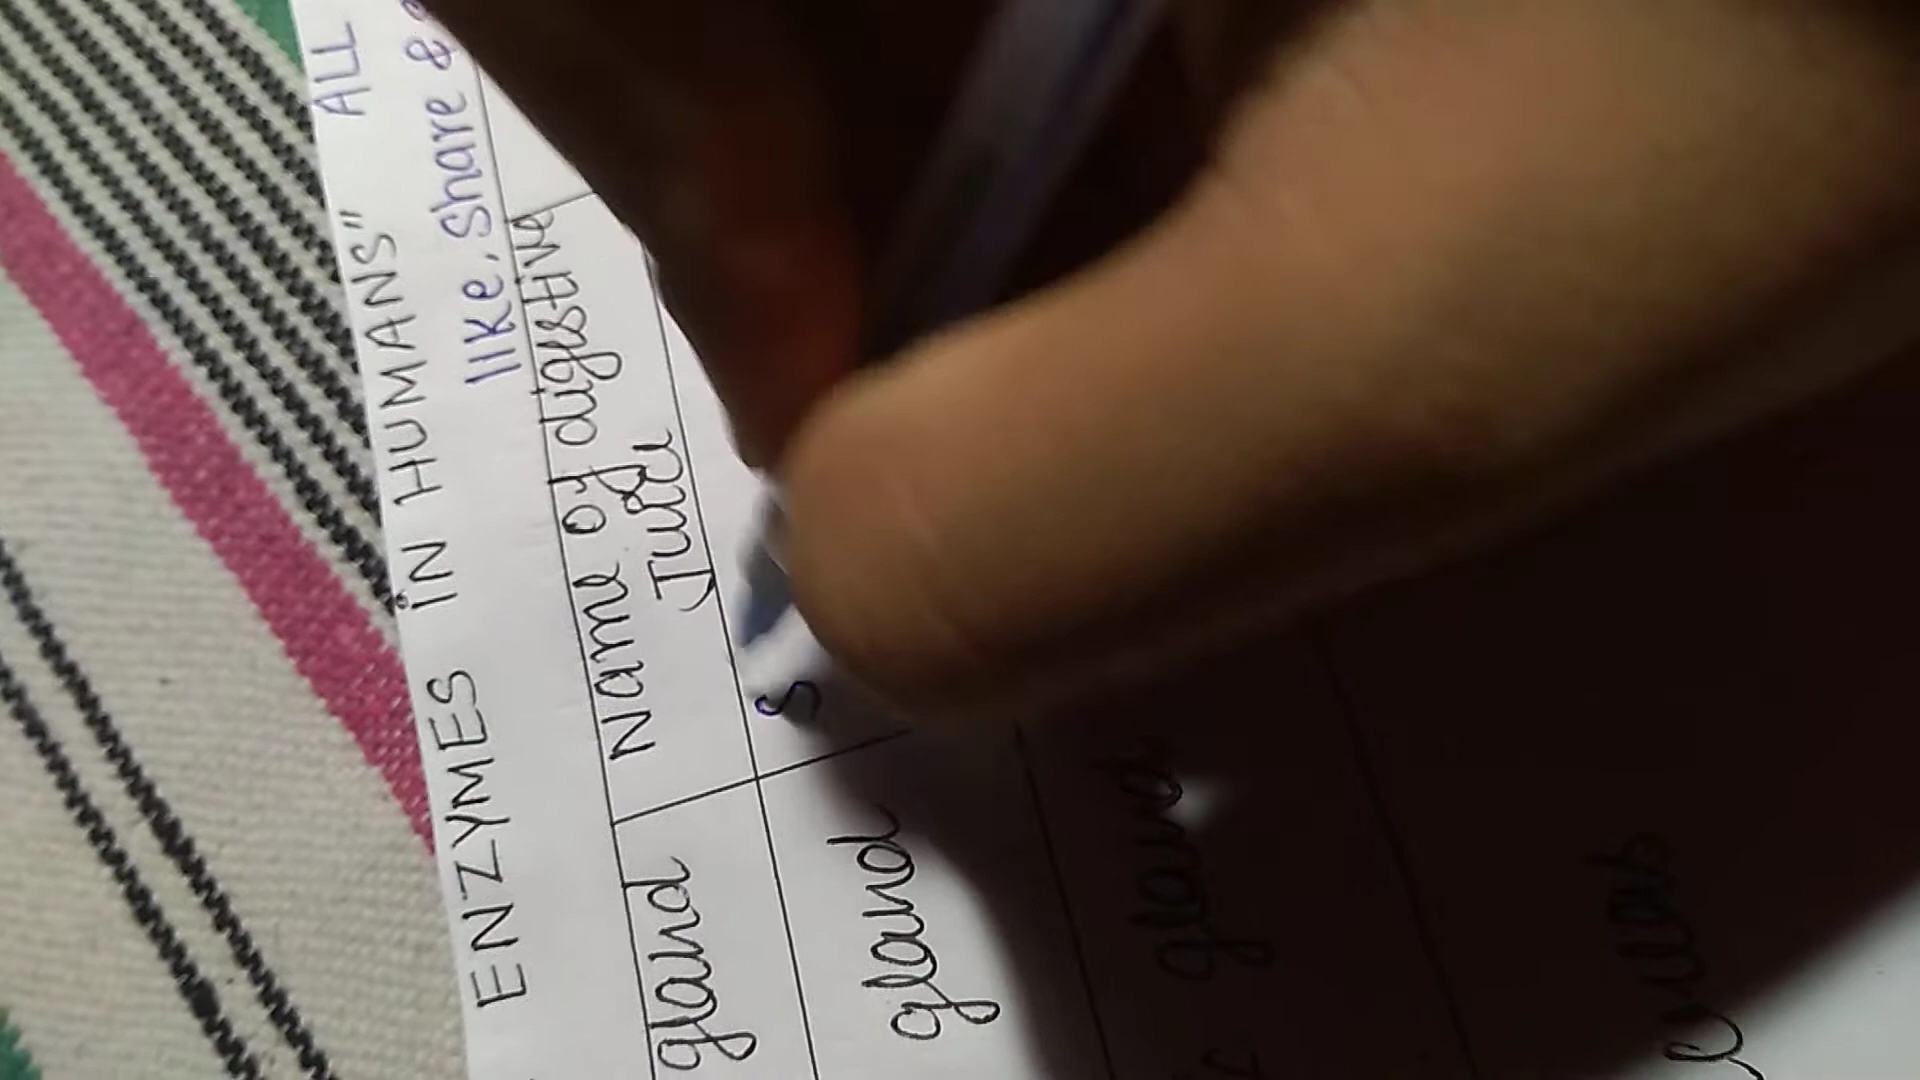 ENZYMES IN HUMANS" ALL
like, Share &
gland Name of digestive
Juice
gland S
gland